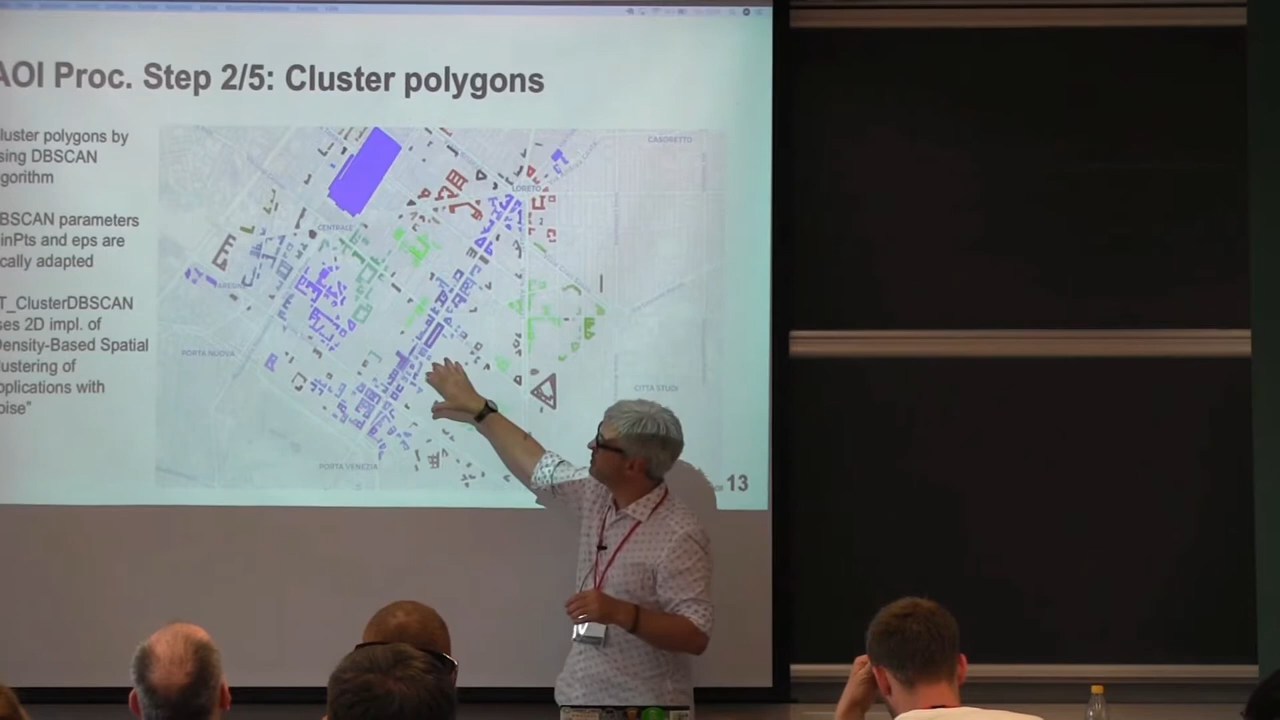 AOI Proc. Step 2/5: Cluster polygons
luster polygons by
sing DBSCAN
gorithm
BSCAN parameters
inPts and eps are
cally adapted
T_ClusterDBSCAN
ses 2D impl. of
Density-Based Spatial
lustering of
pplications with
oise"
CASORETTO
LORETO
CENTRALE
PORTA NUOVA
CITTÀ STUDI
PORTA VENEZIA
13